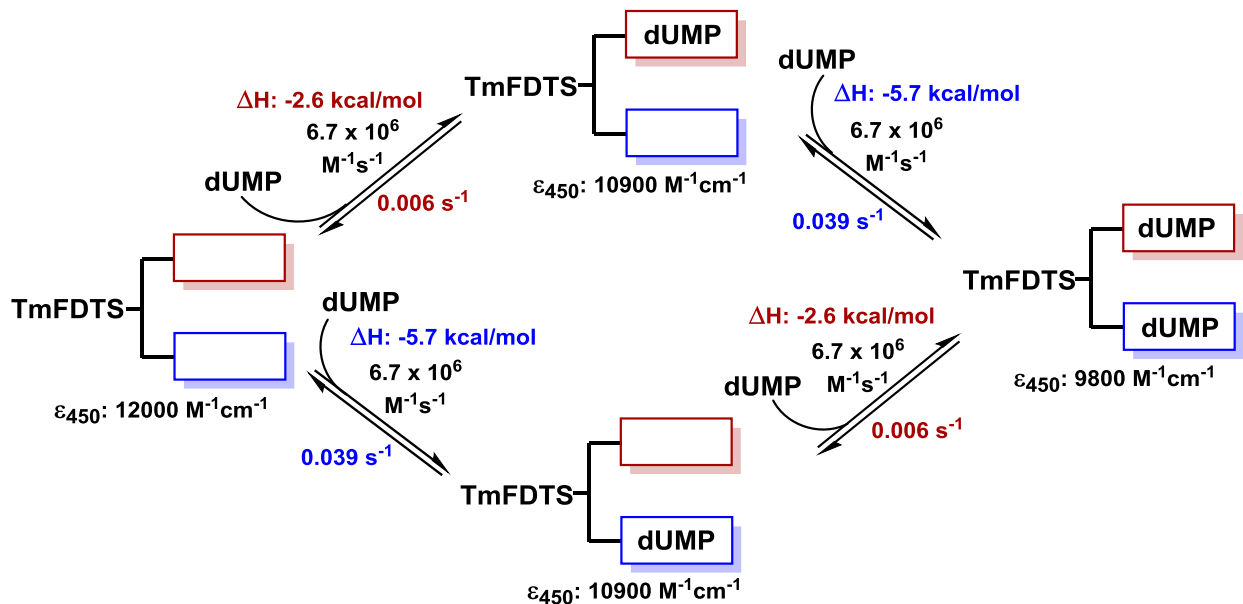 dUMP
dUMP
TmFDTS
ΔH: -2.6 kcal/mol
6.7 x 10⁶
M⁻¹s⁻¹
dUMP
0.006 s⁻¹
ε₄₅₀: 10900 M⁻¹cm⁻¹
ΔH: -5.7 kcal/mol
6.7 x 10⁶
M⁻¹s⁻¹
0.039 s⁻¹
TmFDTS
ε₄₅₀: 12000 M⁻¹cm⁻¹
dUMP
ΔH: -5.7 kcal/mol
6.7 x 10⁶
M⁻¹s⁻¹
0.039 s⁻¹
dUMP
TmFDTS
dUMP
ε₄₅₀: 9800 M⁻¹cm⁻¹
ΔH: -2.6 kcal/mol
6.7 x 10⁶
M⁻¹s⁻¹
dUMP
0.006 s⁻¹
TmFDTS
dUMP
ε₄₅₀: 10900 M⁻¹cm⁻¹